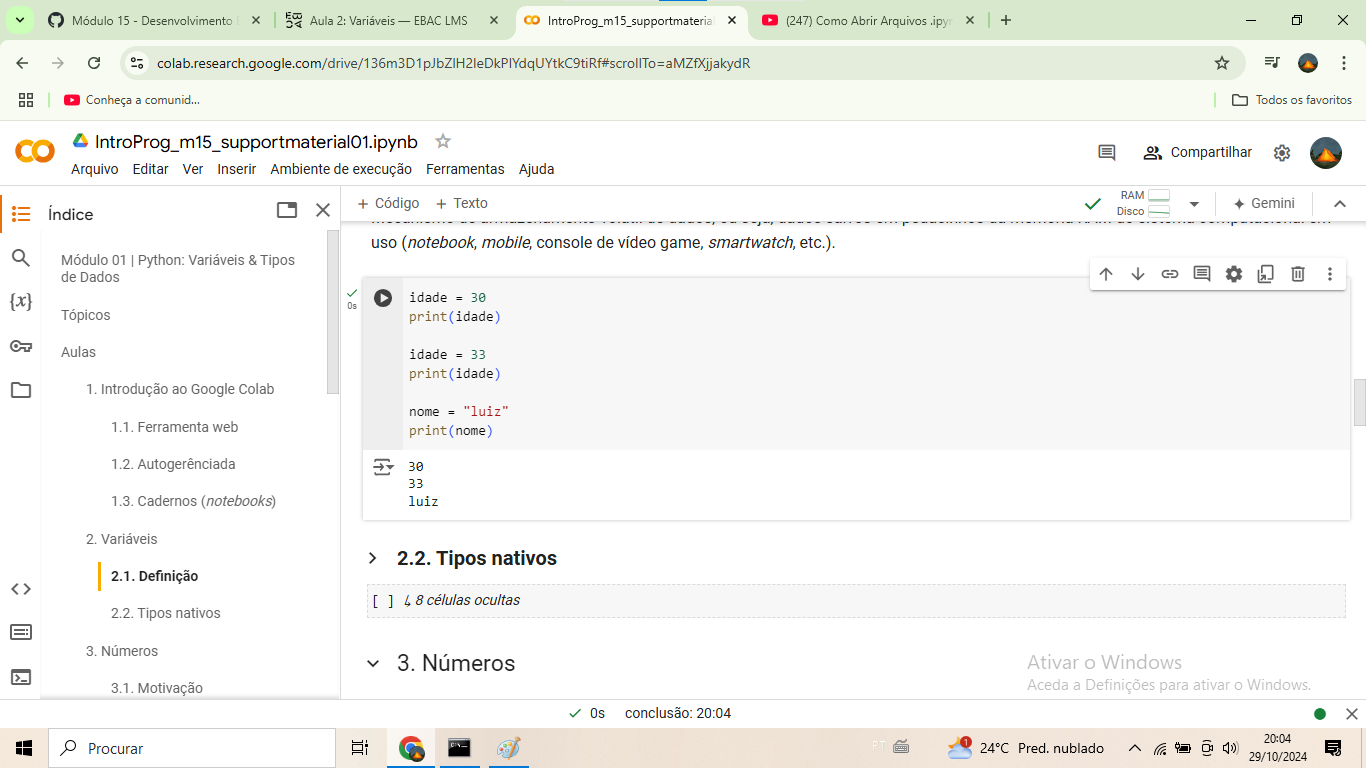 Módulo 15 - Desenvolvimento
Aula 2: Variáveis — EBAC LMS
IntroProg_m15_supportmaterial
(247) Como Abrir Arquivos .ipyn
colab.research.google.com/drive/136m3D1pJbZlH2IeDkPlYdqUYtkC9tiRf#scrollTo=aMZfXjjakydR
Conheça a comunid...
Todos os favoritos
IntroProg_m15_supportmaterial01.ipynb
Arquivo Editar Ver Inserir Ambiente de execução Ferramentas Ajuda
Compartilhar
Índice
+ Código + Texto
RAM
Disco
Gemini
Módulo 01 | Python: Variáveis & Tipos
de Dados
Tópicos
Aulas
1. Introdução ao Google Colab
1.1. Ferramenta web
1.2. Autogerênciada
1.3. Cadernos (notebooks)
2. Variáveis
2.1. Definição
2.2. Tipos nativos
3. Números
3.1. Motivação
uso (notebook, mobile, console de vídeo game, smartwatch, etc.).
0s
idade = 30
print(idade)
idade = 33
print(idade)
nome = "luiz"
print(nome)
30
33
luiz
2.2. Tipos nativos
[ ] ↳ 8 células ocultas
3. Números
Ativar o Windows
Aceda a Definições para ativar o Windows.
0s conclusão: 20:04
Procurar
PT
1
24°C Pred. nublado
20:04
29/10/2024